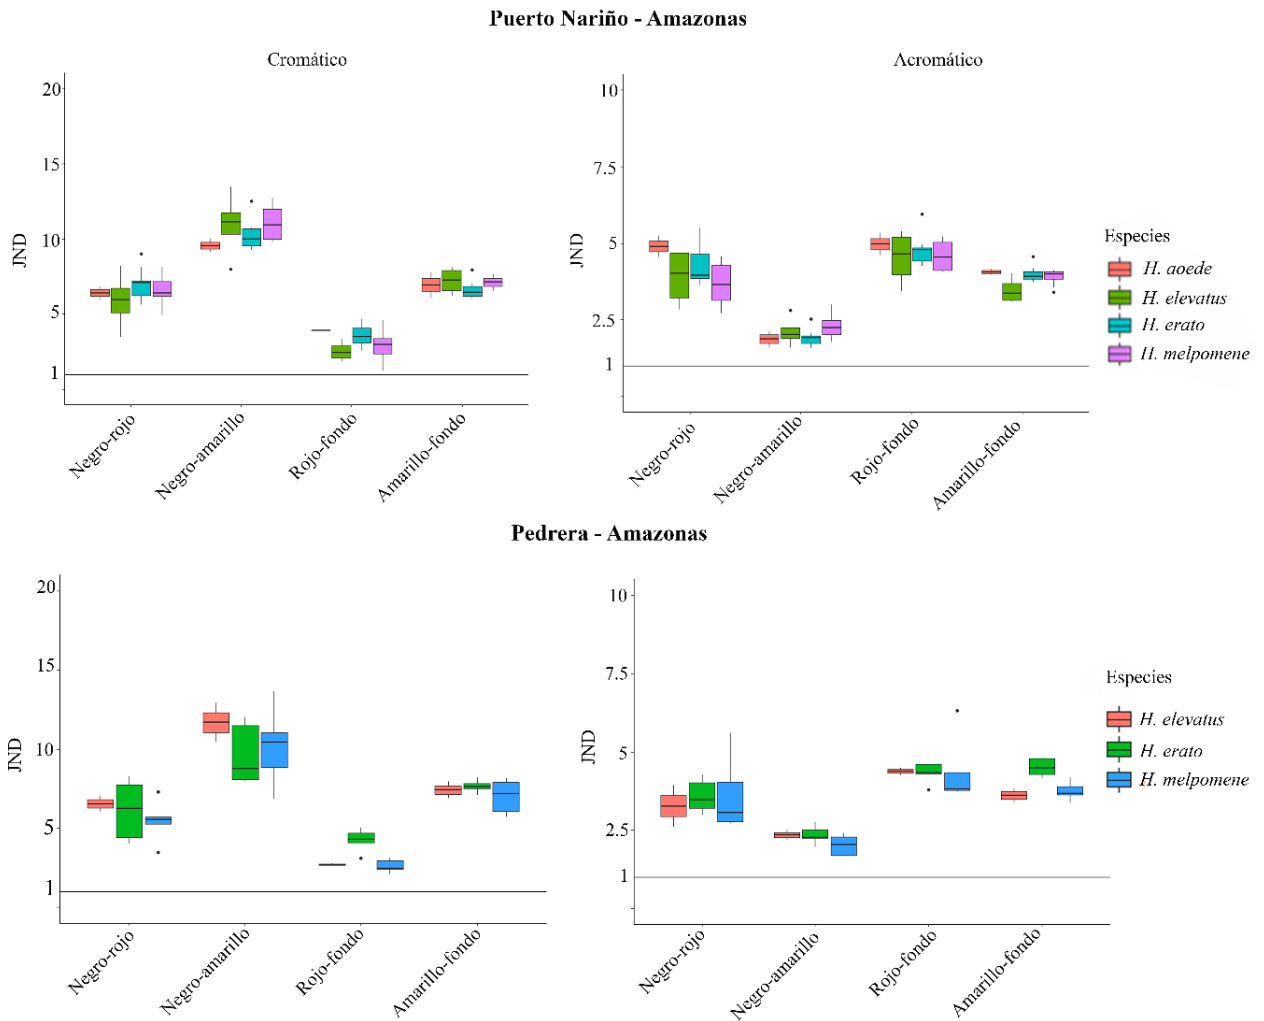 Puerto Nariño - Amazonas
Cromático
Acromático
JND
20
15
10
5
1
Negro-rojo
Negro-amarillo
Rojo-fondo
Amarillo-fondo
JND
10
7.5
5
2.5
1
Negro-rojo
Negro-amarillo
Rojo-fondo
Amarillo-fondo
Especies
H. aoede
H. elevatus
H. erato
H. melpomene
Pedrera - Amazonas
JND
20
15
10
5
1
Negro-rojo
Negro-amarillo
Rojo-fondo
Amarillo-fondo
JND
10
7.5
5
2.5
1
Negro-rojo
Negro-amarillo
Rojo-fondo
Amarillo-fondo
Especies
H. elevatus
H. erato
H. melpomene